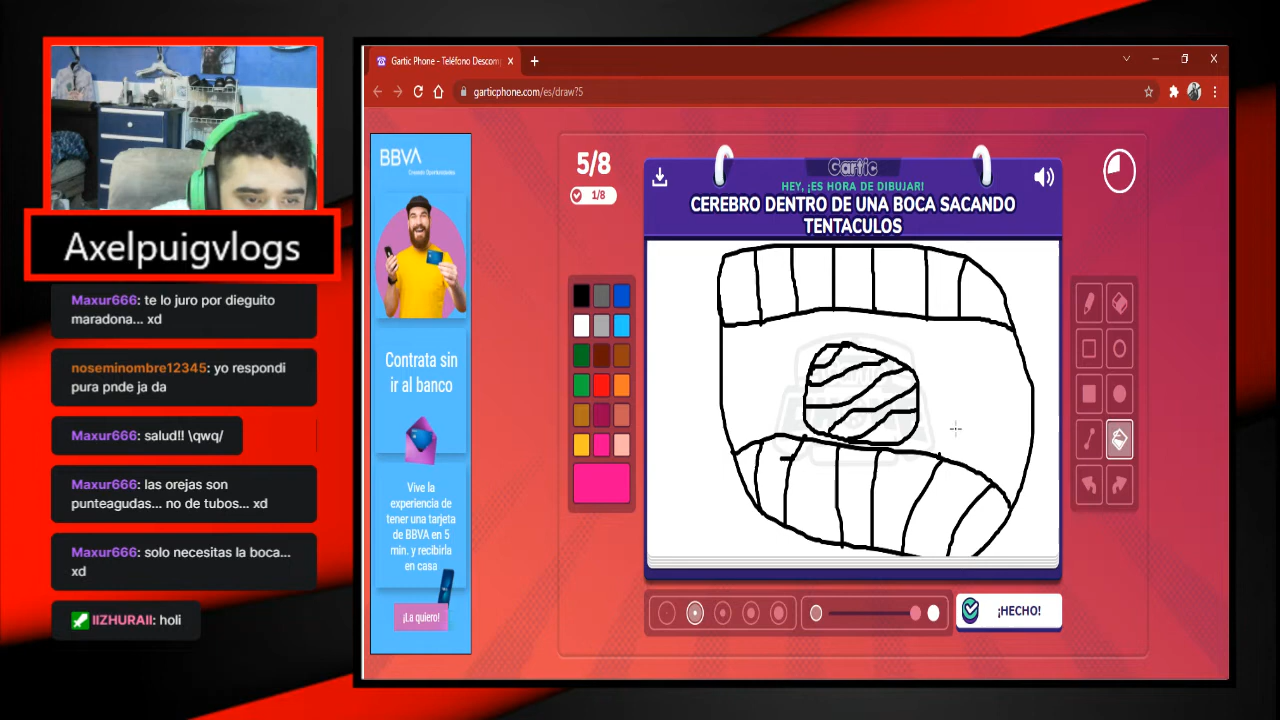 Axelpuigvlogs
Maxur666: te lo juro por dieguito
maradona... xd
noseminombre12345: yo respondi
pura pnde ja da
Maxur666: salud!! \qwq/
Maxur666: las orejas son
punteagudas... no de tubos... xd
Maxur666: solo necesitas la boca...
xd
IIZHURAII: holi
Gartic Phone - Teléfono Descomp
garticphone.com/es/draw?5
BBVA
Creando Oportunidades
Contrata sin
ir al banco
Vive la
experiencia de
tener una tarjeta
de BBVA en 5
min. y recibirla
en casa
¡La quiero!
5/8
1/8
Gartic
HEY, ¡ES HORA DE DIBUJAR!
CEREBRO DENTRO DE UNA BOCA SACANDO
TENTACULOS
¡HECHO!